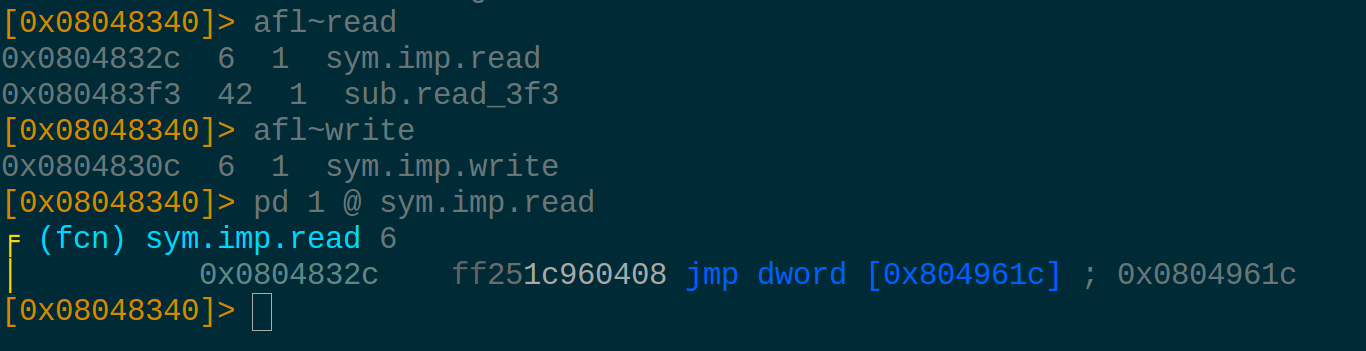 [0x08048340]> afl~read
0x0804832c  6  1  sym.imp.read
0x080483f3  42  1  sub.read_3f3
[0x08048340]> afl~write
0x0804830c  6  1  sym.imp.write
[0x08048340]> pd 1 @ sym.imp.read
╒ (fcn) sym.imp.read 6
│          0x0804832c    ff251c960408 jmp dword [0x804961c] ; 0x0804961c
[0x08048340]>